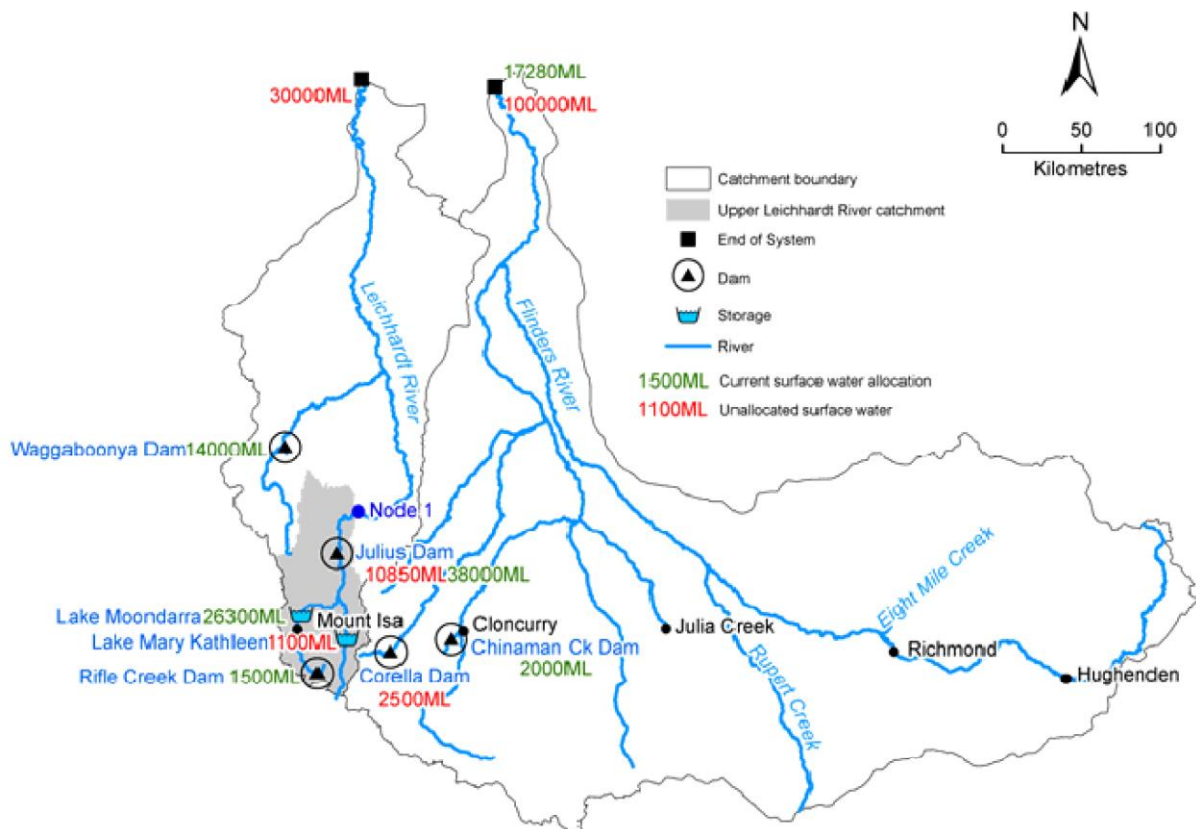 N
0 50 100
Kilometres
17280ML
30000ML
100000ML
Catchment boundary
Upper Leichhardt River catchment
End of System
Dam
Storage
River
1500ML Current surface water allocation
1100ML Unallocated surface water
Leichhardt River
Flinders River
Waggaboonya Dam 14000ML
Node 1
Julius Dam
10850ML 38000ML
Eight Mile Creek
Lake Moondarra 26300ML
Mount Isa
Cloncurry
Julia Creek
Lake Mary Kathleen 1100ML
Chinaman Ck Dam
Richmond
Rifle Creek Dam 1500ML
Corella Dam
2000ML
Hughenden
2500ML
Rupert Creek